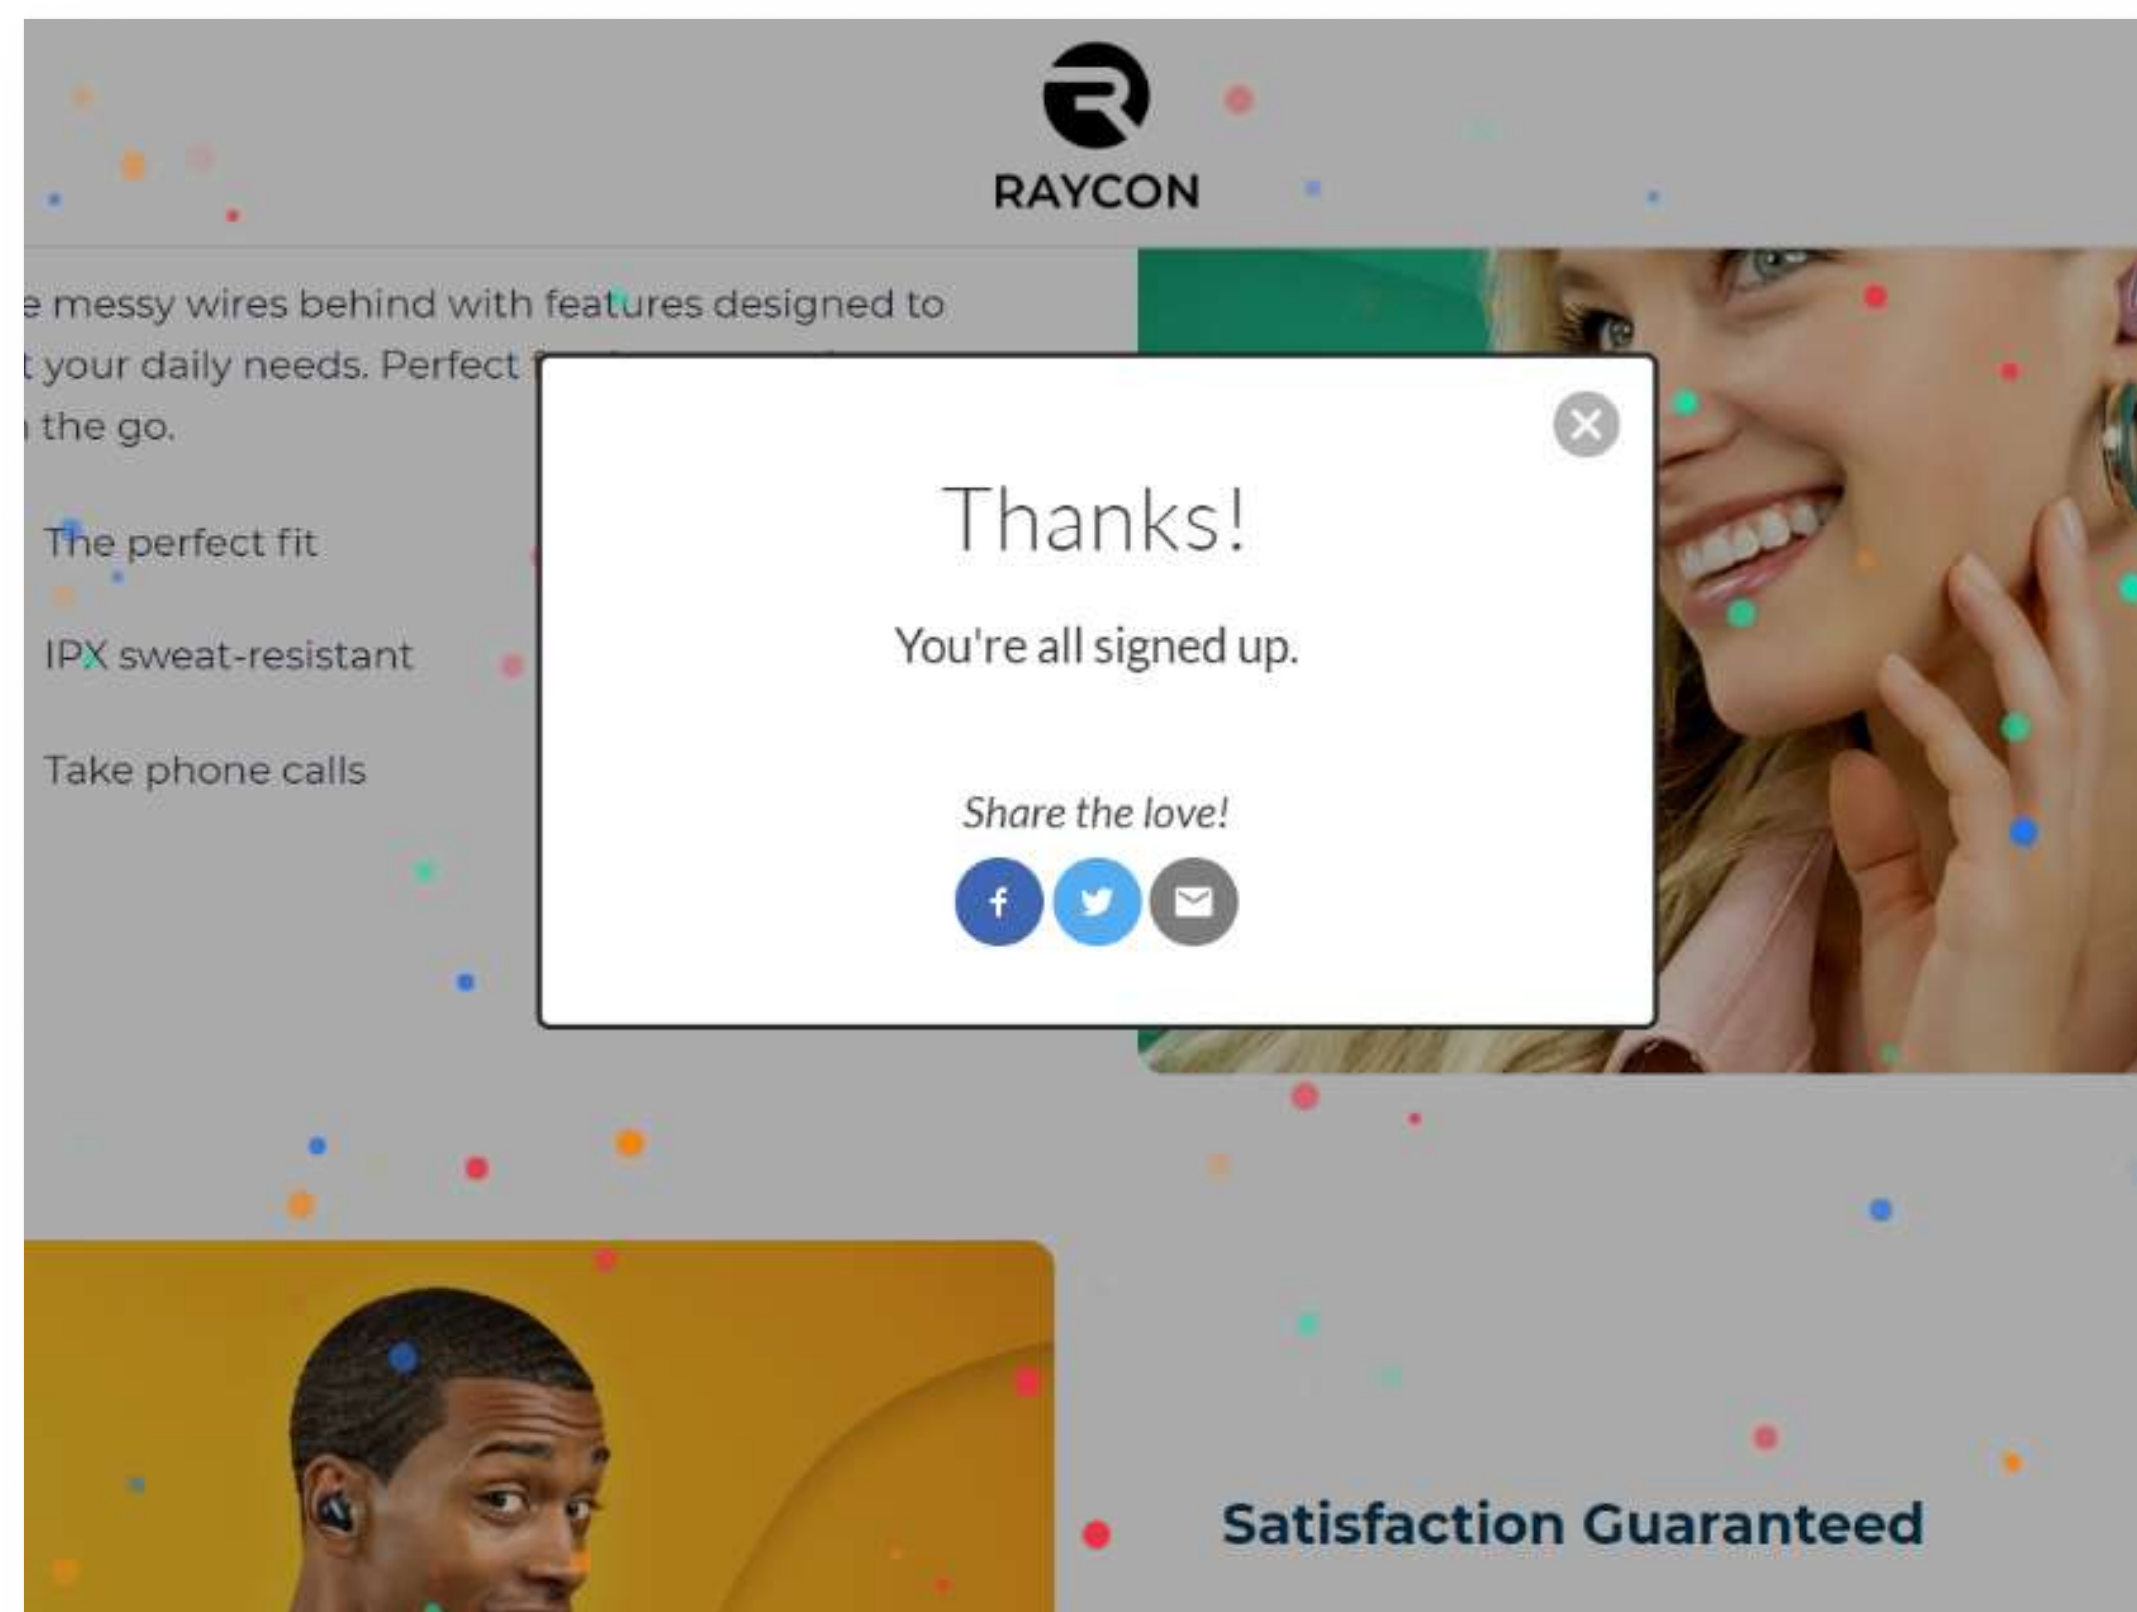 RAYCON
messy wires behind with features designed to
your daily needs. Perfect
the go.
The perfect fit
IPX sweat-resistant
Take phone calls
Thanks!
You're all signed up.
Share the love!
Satisfaction Guaranteed